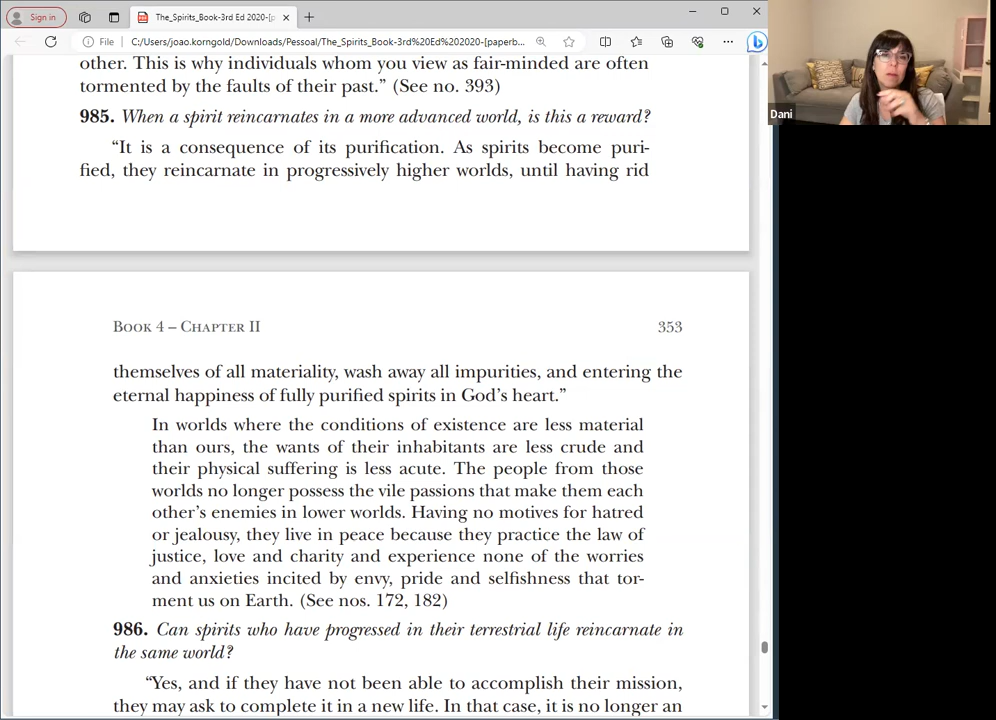 Sign in
The_Spirits_Book-3rd Ed 2020-[p
File
C:/Users/joao.korngold/Downloads/Pessoal/The_Spirits_Book-3rd%20Ed%202020-[paperb...
other. This is why individuals whom you view as fair-minded are often
tormented by the faults of their past.” (See no. 393)
985. When a spirit reincarnates in a more advanced world, is this a reward?
“It is a consequence of its purification. As spirits become puri-
fied, they reincarnate in progressively higher worlds, until having rid
BOOK 4 – CHAPTER II 353
themselves of all materiality, wash away all impurities, and entering the
eternal happiness of fully purified spirits in God’s heart.”
In worlds where the conditions of existence are less material
than ours, the wants of their inhabitants are less crude and
their physical suffering is less acute. The people from those
worlds no longer possess the vile passions that make them each
other’s enemies in lower worlds. Having no motives for hatred
or jealousy, they live in peace because they practice the law of
justice, love and charity and experience none of the worries
and anxieties incited by envy, pride and selfishness that tor-
ment us on Earth. (See nos. 172, 182)
986. Can spirits who have progressed in their terrestrial life reincarnate in
the same world?
“Yes, and if they have not been able to accomplish their mission,
they may ask to complete it in a new life. In that case, it is no longer an
Dani